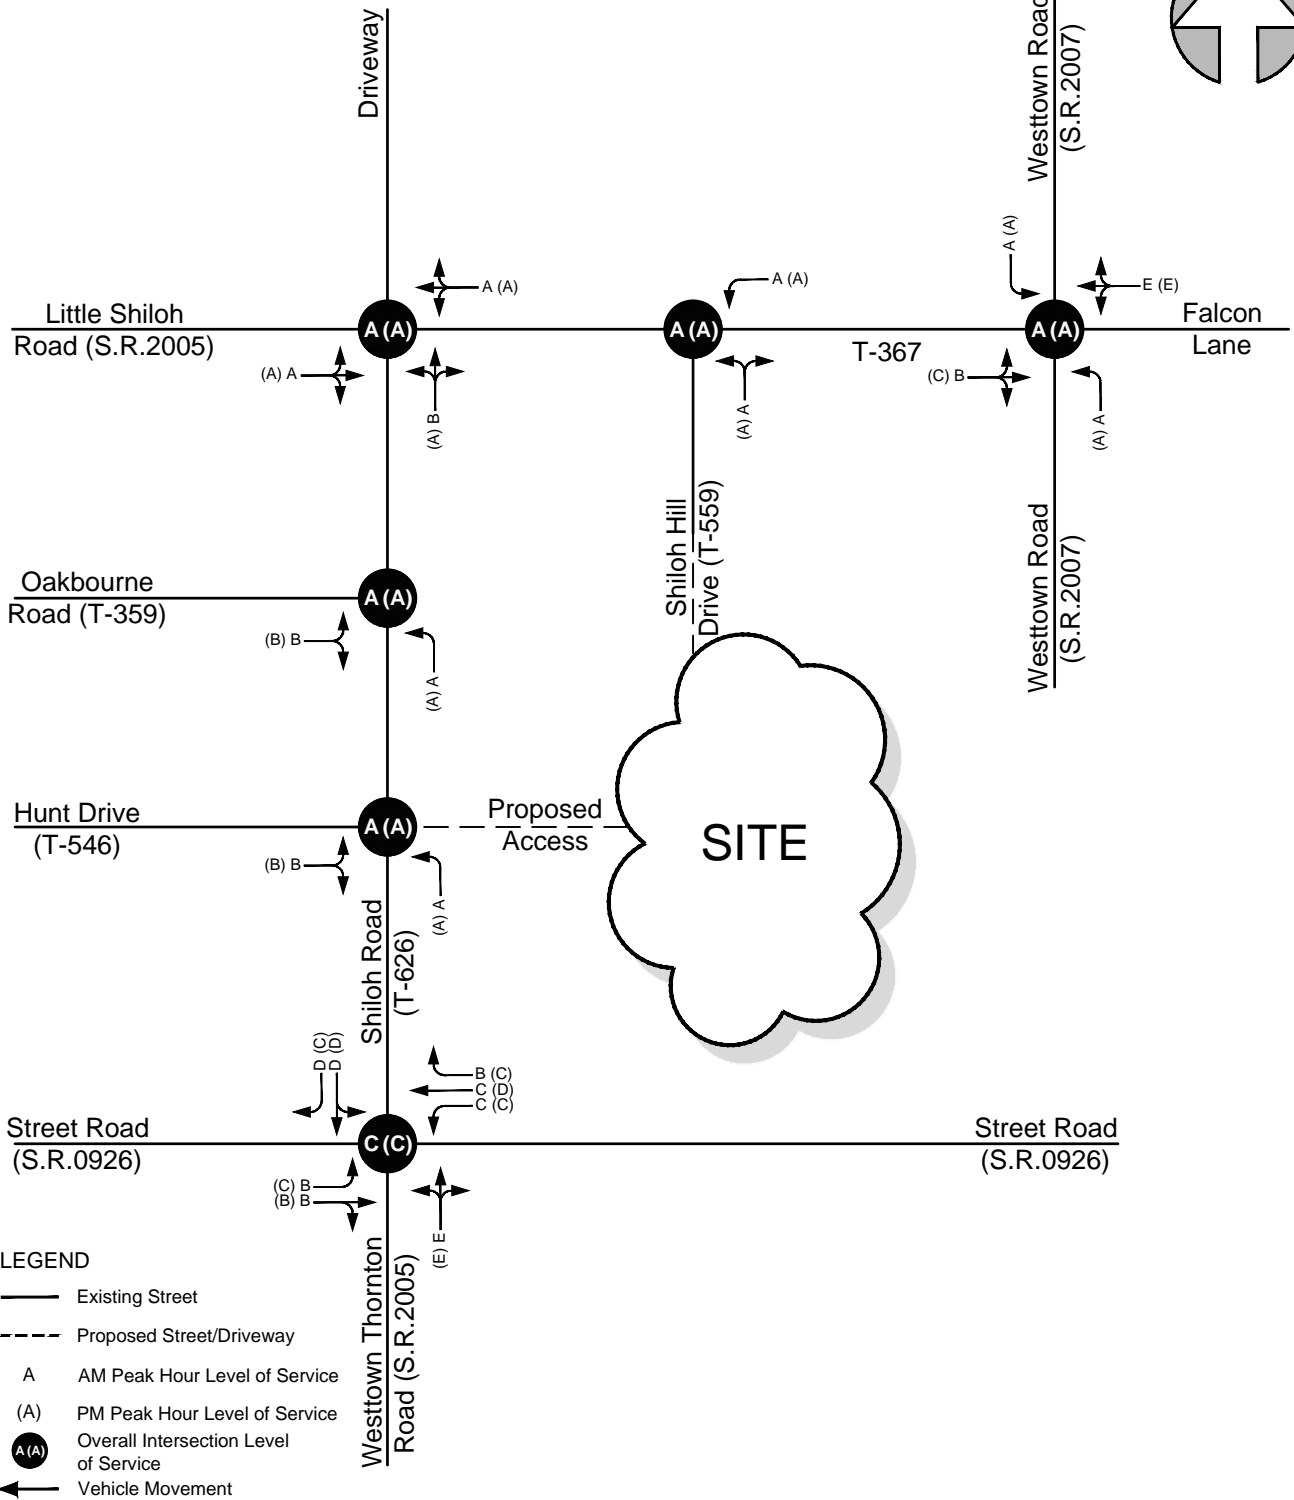 Driveway
Westtown Road
(S.R.2007)
A (A)
A (A)
A (A)
E (E)
Little Shiloh
Road (S.R.2005)
A (A)
A (A)
A (A)
Falcon
Lane
T-367
(A) A
(A) B
(A) A
(C) B
(A) A
Shiloh Hill
Drive (T-559)
Westtown Road
(S.R.2007)
Oakbourne
Road (T-359)
A (A)
(B) B
(A) A
Hunt Drive
(T-546)
A (A)
Proposed
Access
SITE
(B) B
(A) A
Shiloh Road
(T-626)
D (C)
D (D)
B (C)
C (D)
C (C)
Street Road
(S.R.0926)
C (C)
Street Road
(S.R.0926)
(C) B
(B) B
(E) E
Westtown Thornton
Road (S.R.2005)
LEGEND
Existing Street
Proposed Street/Driveway
A AM Peak Hour Level of Service
(A) PM Peak Hour Level of Service
A (A) Overall Intersection Level
of Service
Vehicle Movement